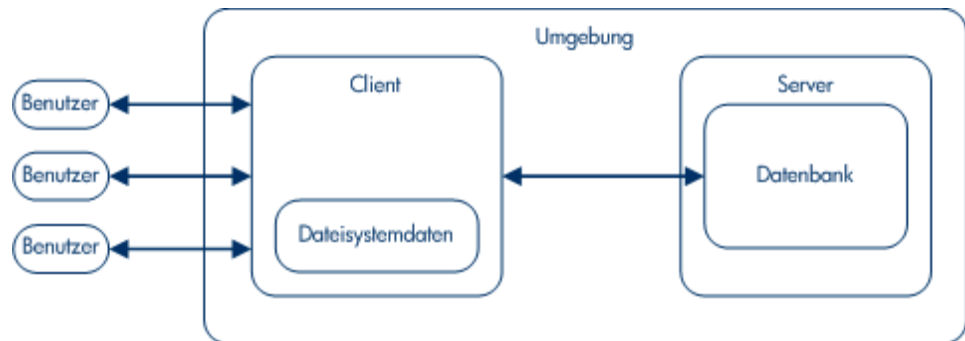 Umgebung
Client
Server
Benutzer
Benutzer
Benutzer
Dateisystemdaten
Datenbank